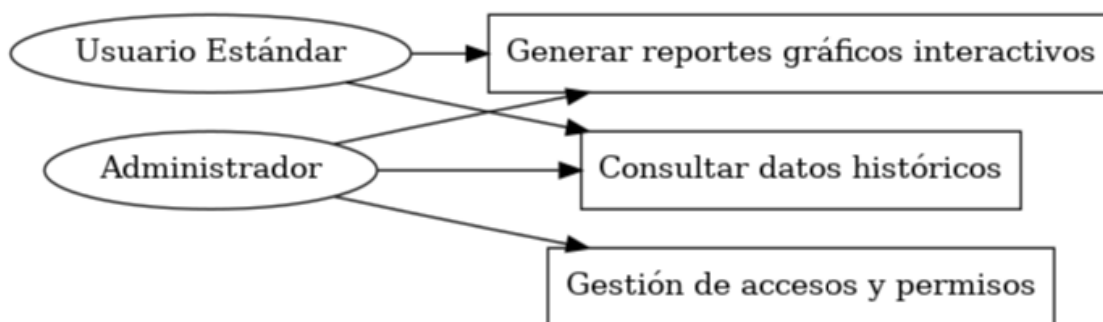 Usuario Estándar
Generar reportes gráficos interactivos
Administrador
Consultar datos históricos
Gestión de accesos y permisos